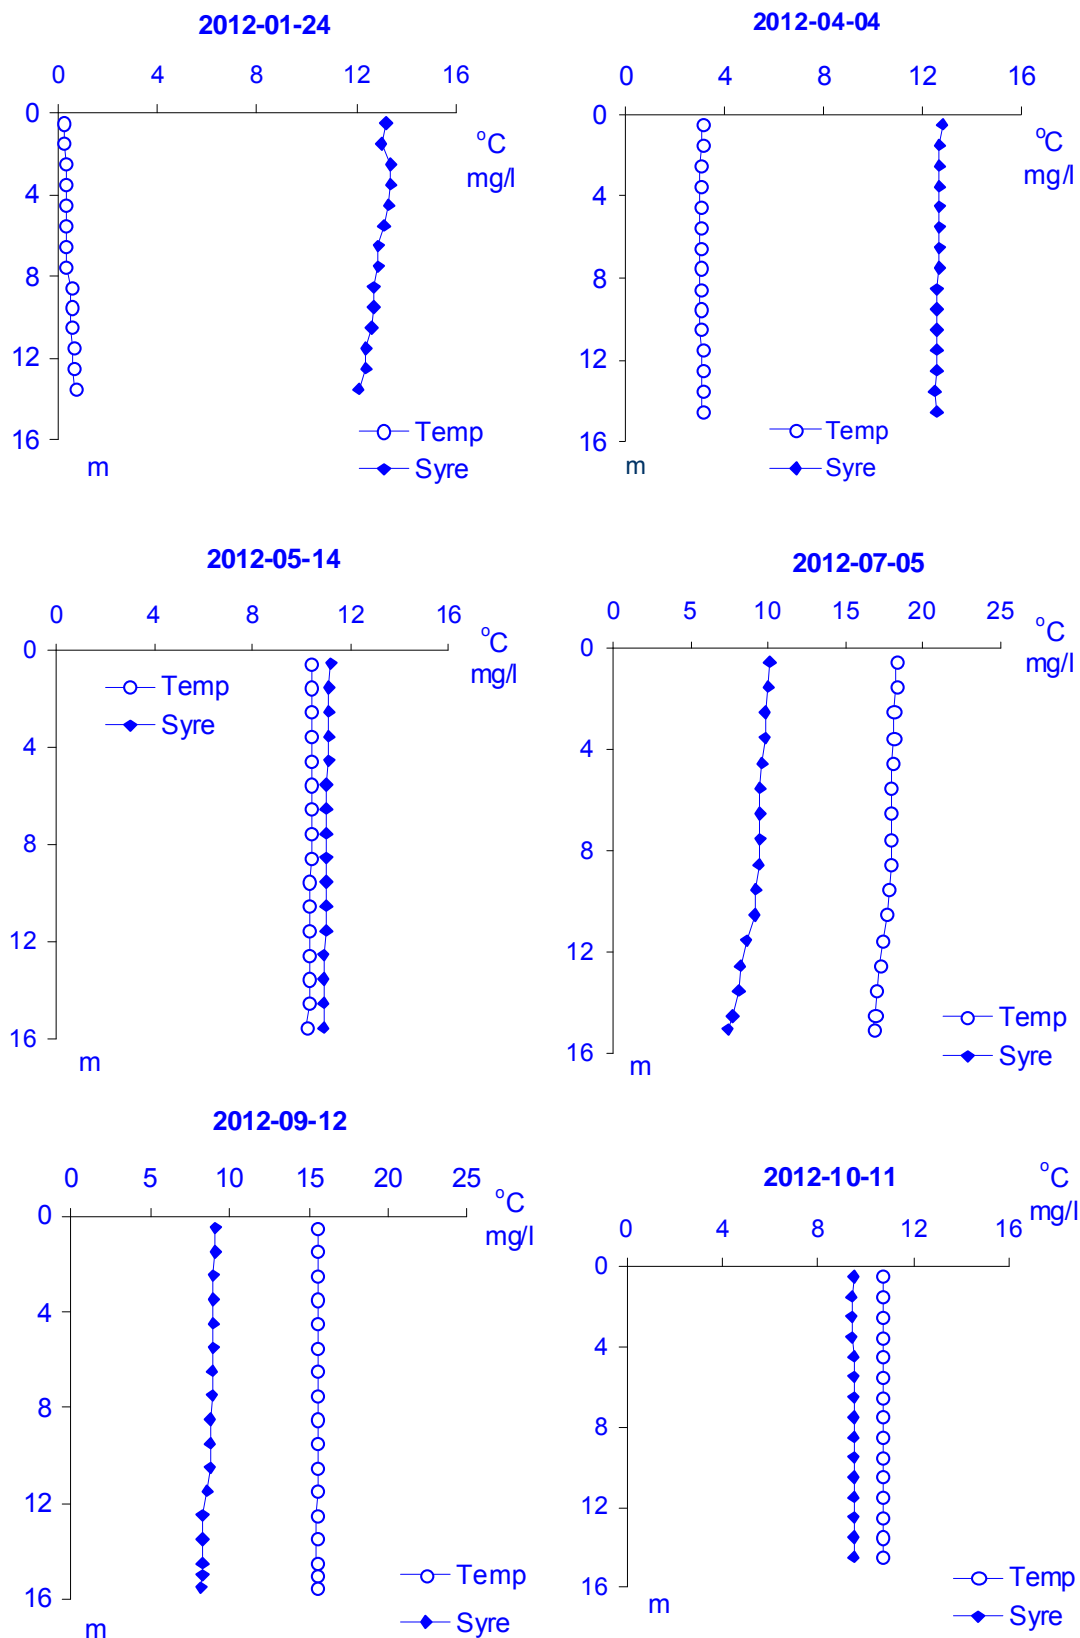 2012-01-24
0 4 8 12 16
0
4
8
12
16
°C
mg/l
Temp
Syre
m
2012-04-04
0 4 8 12 16
0
4
8
12
16
°C
mg/l
Temp
Syre
m
2012-05-14
0 4 8 12 16
0
4
8
12
16
°C
mg/l
Temp
Syre
m
2012-07-05
0 5 10 15 20 25
0
4
8
12
16
°C
mg/l
Temp
Syre
m
2012-09-12
0 5 10 15 20 25
0
4
8
12
16
°C
mg/l
Temp
Syre
m
2012-10-11
0 4 8 12 16
0
4
8
12
16
°C
mg/l
Temp
Syre
m